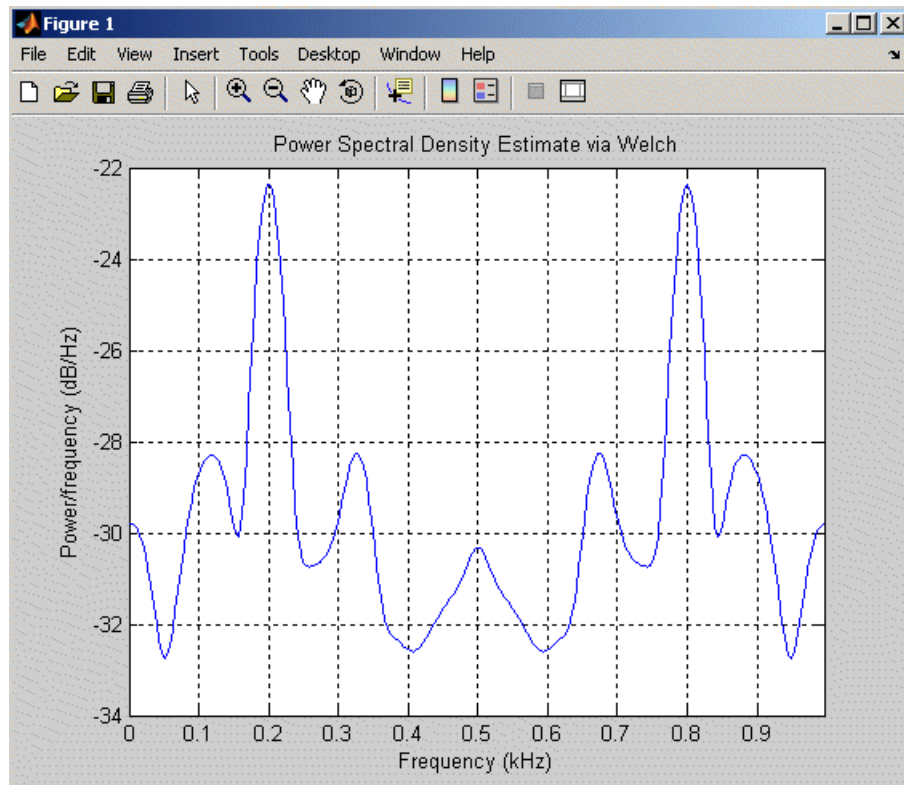 Figure 1
File Edit View Insert Tools Desktop Window Help
Power Spectral Density Estimate via Welch
-22
-24
-26
-28
-30
-32
-34
Power/frequency (dB/Hz)
0 0.1 0.2 0.3 0.4 0.5 0.6 0.7 0.8 0.9
Frequency (kHz)